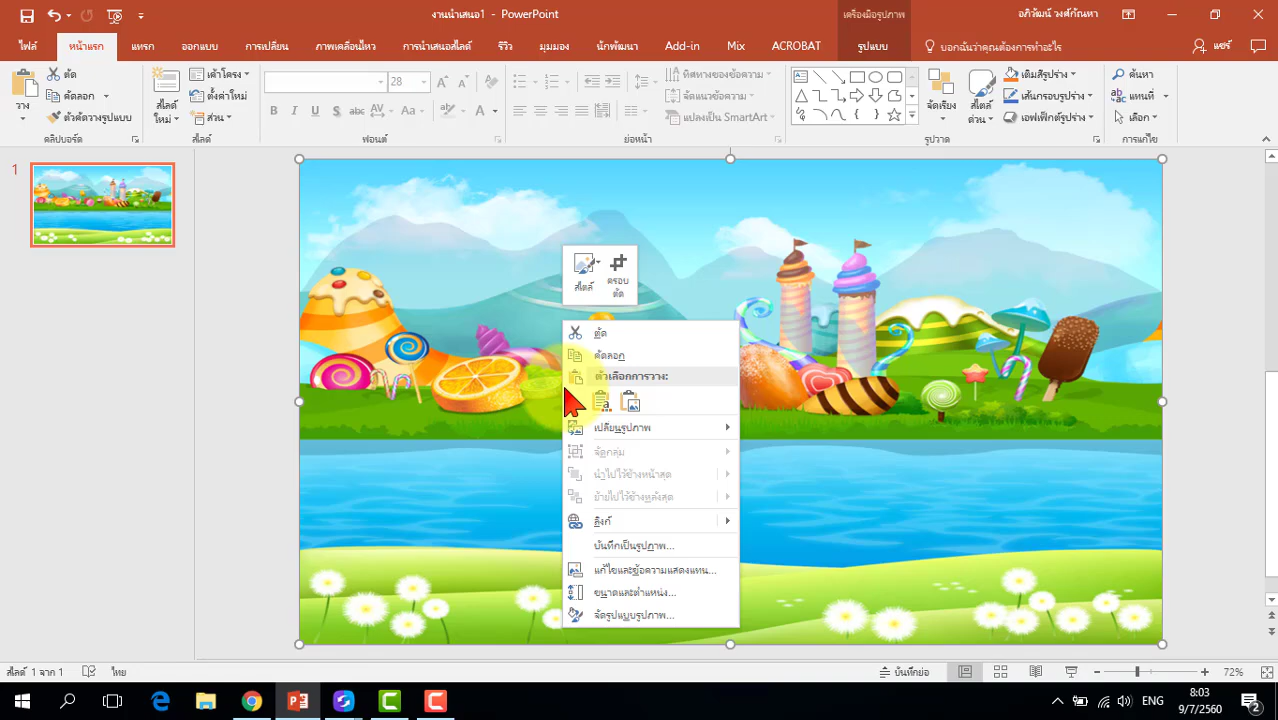 งานนำเสนอ1 - PowerPoint
เครื่องมือรูปภาพ
อภิวัฒน์ วงศ์กัณหา
ไฟล์ หน้าแรก แทรก ออกแบบ การเปลี่ยน ภาพเคลื่อนไหว การนำเสนอสไลด์ รีวิว มุมมอง นักพัฒนา Add-in Mix ACROBAT รูปแบบ บอกฉันว่าคุณต้องการทำอะไร แชร์
วาง
ตัด
คัดลอก
ตัวคัดวางรูปแบบ
คลิปบอร์ด
สไลด์
ใหม่
เค้าโครง
ตั้งค่าใหม่
ส่วน
สไลด์
28
B I U S abc AV Aa A
ฟอนต์
ทิศทางของข้อความ
จัดแนวข้อความ
แปลงเป็น SmartArt
ย่อหน้า
จัดเรียง
สไตล์
ด่วน
เติมสีรูปร่าง
เส้นกรอบรูปร่าง
เอฟเฟ็กต์รูปร่าง
รูปวาด
ค้นหา
แทนที่
เลือก
การแก้ไข
1
สไตล์
ครอบ
ตัด
ตัด
คัดลอก
ตัวเลือกการวาง:
เปลี่ยนรูปภาพ
จัดกลุ่ม
นำไปไว้ข้างหน้าสุด
ย้ายไปไว้ข้างหลังสุด
ลิงก์
บันทึกเป็นรูปภาพ...
แก้ไขและข้อความแสดงแทน...
ขนาดและตำแหน่ง...
จัดรูปแบบรูปภาพ...
สไลด์ 1 จาก 1 ไทย บันทึกย่อ 72%
ENG
8:03
9/7/2560
2